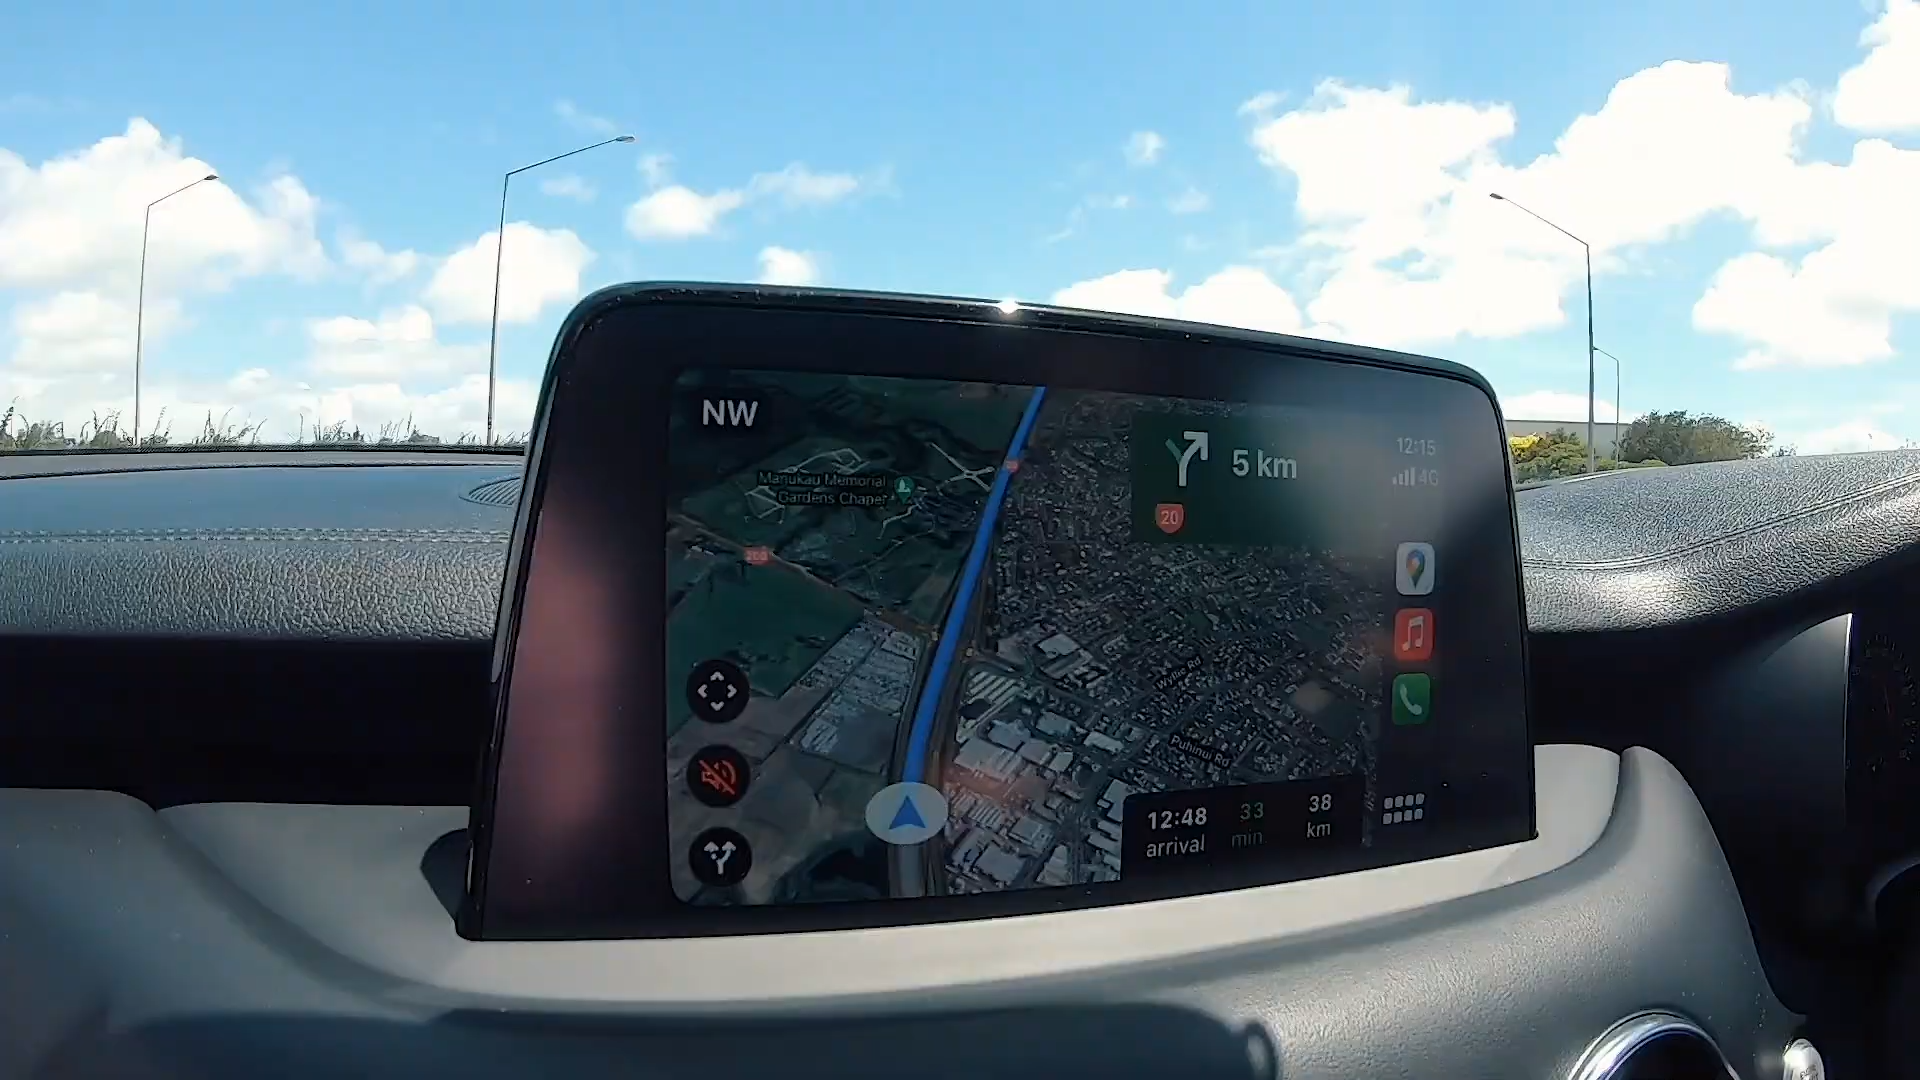 NW
Manukau Memorial
Gardens Chapel
5 km
20
12:15
4G
Wyllie Rd
Puhinui Rd
12:48
arrival
33
min
38
km